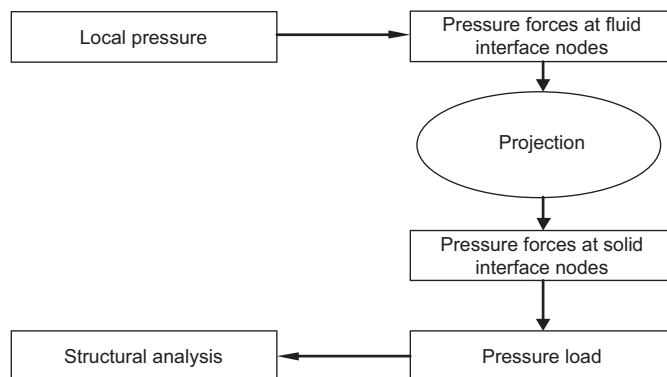 Local pressure
Pressure forces at fluid
interface nodes
Projection
Pressure forces at solid
interface nodes
Structural analysis
Pressure load